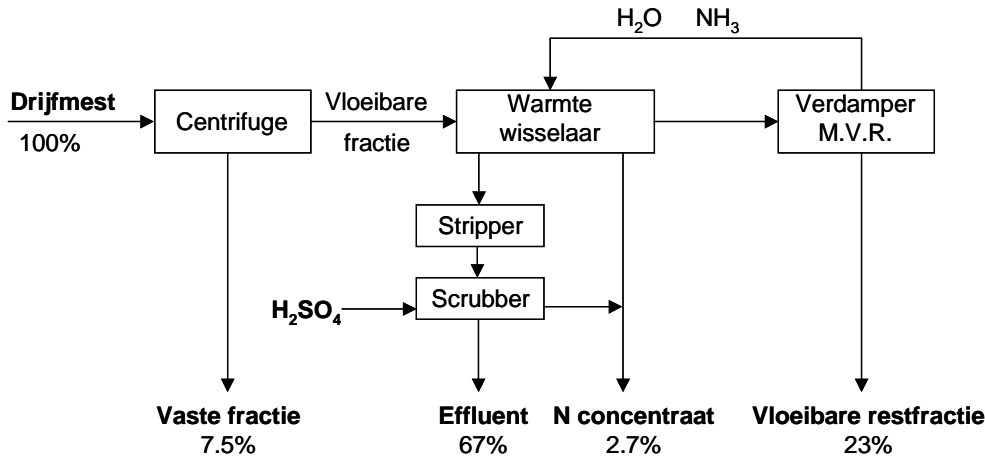 H₂O NH₃
Drijfmest
100%
Centrifuge
Vloeibare
fractie
Warmte
wisselaar
Verdamper
M.V.R.
Stripper
H₂SO₄
Scrubber
Vaste fractie
7.5%
Effluent
67%
N concentraat
2.7%
Vloeibare restfractie
23%